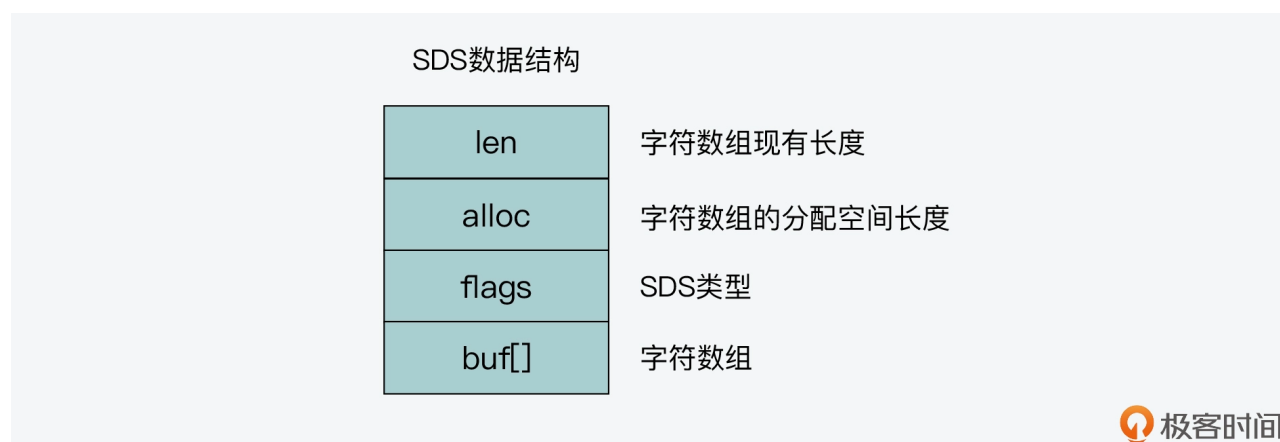 SDS数据结构
len 字符数组现有长度
alloc 字符数组的分配空间长度
flags SDS类型
buf[] 字符数组
极客时间